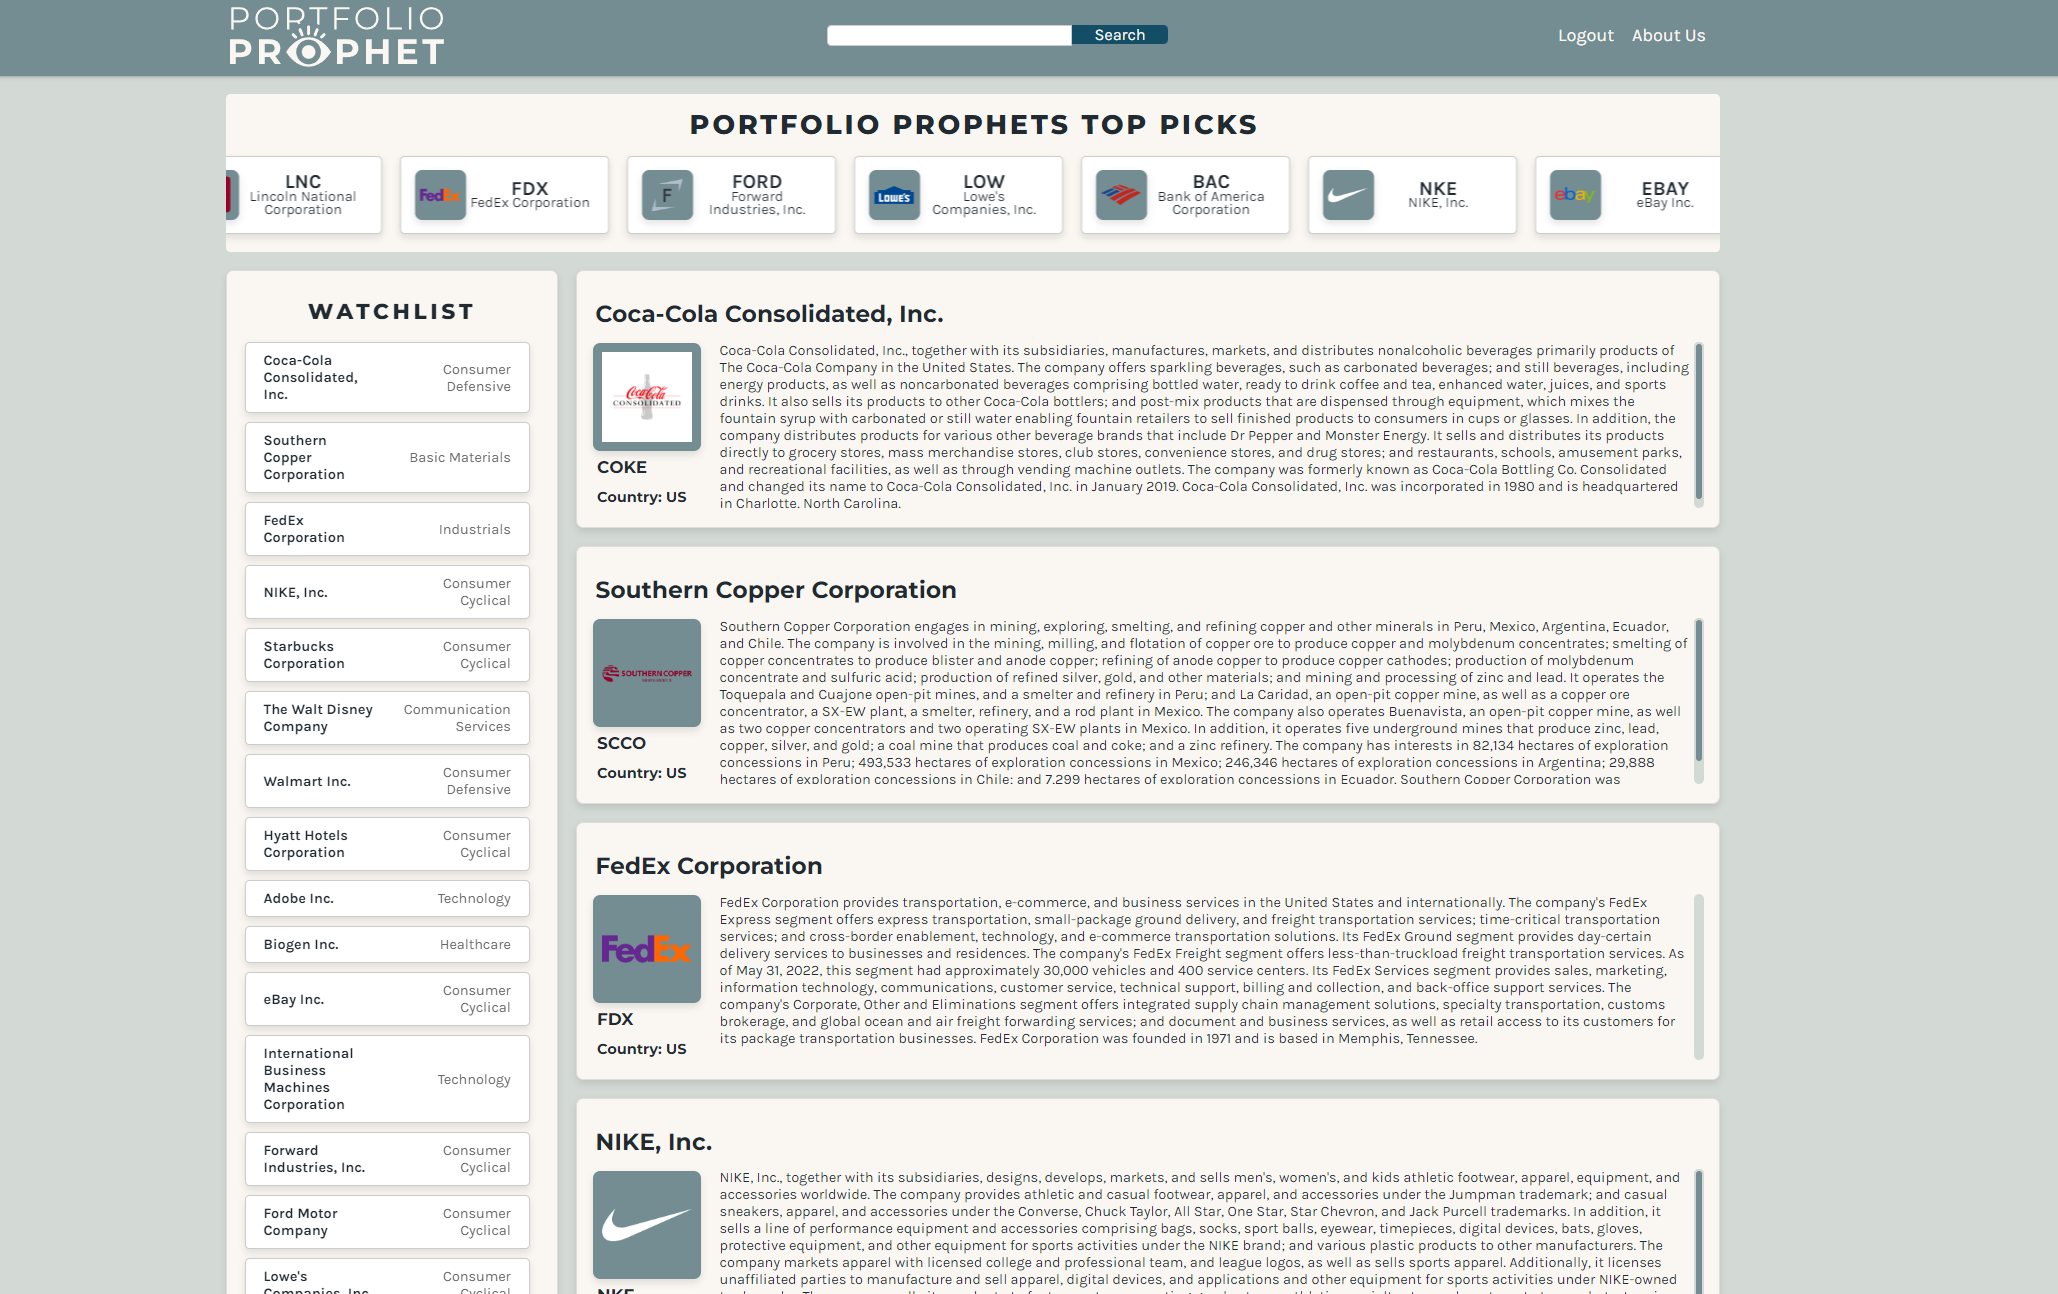 PORTFOLIO
PROPHET
Search
Logout
About Us
PORTFOLIO PROPHETS TOP PICKS
LNC
Lincoln National
Corporation
FedEx
FDX
FedEx Corporation
F
FORD
Forward
Industries, Inc.
LOWE'S
LOW
Lowe's
Companies, Inc.
BAC
Bank of America
Corporation
NKE
NIKE, Inc.
ebay
EBAY
eBay Inc.
WATCHLIST
Coca-Cola
Consolidated,
Inc.
Consumer
Defensive
Southern
Copper
Corporation
Basic Materials
FedEx
Corporation
Industrials
NIKE, Inc.
Consumer
Cyclical
Starbucks
Corporation
Consumer
Cyclical
The Walt Disney
Company
Communication
Services
Walmart Inc.
Consumer
Defensive
Hyatt Hotels
Corporation
Consumer
Cyclical
Adobe Inc.
Technology
Biogen Inc.
Healthcare
eBay Inc.
Consumer
Cyclical
International
Business
Machines
Corporation
Technology
Forward
Industries, Inc.
Consumer
Cyclical
Ford Motor
Company
Consumer
Cyclical
Lowe's
Companies, Inc.
Consumer
Cyclical
Coca-Cola Consolidated, Inc.
Coca-Cola
CONSOLIDATED
COKE
Country: US
Coca-Cola Consolidated, Inc., together with its subsidiaries, manufactures, markets, and distributes nonalcoholic beverages primarily products of
The Coca-Cola Company in the United States. The company offers sparkling beverages, such as carbonated beverages; and still beverages, including
energy products, as well as noncarbonated beverages comprising bottled water, ready to drink coffee and tea, enhanced water, juices, and sports
drinks. It also sells its products to other Coca-Cola bottlers; and post-mix products that are dispensed through equipment, which mixes the
fountain syrup with carbonated or still water enabling fountain retailers to sell finished products to consumers in cups or glasses. In addition, the
company distributes products for various other beverage brands that include Dr Pepper and Monster Energy. It sells and distributes its products
directly to grocery stores, mass merchandise stores, club stores, convenience stores, and drug stores; and restaurants, schools, amusement parks,
and recreational facilities, as well as through vending machine outlets. The company was formerly known as Coca-Cola Bottling Co. Consolidated
and changed its name to Coca-Cola Consolidated, Inc. in January 2019. Coca-Cola Consolidated, Inc. was incorporated in 1980 and is headquartered
in Charlotte, North Carolina.
Southern Copper Corporation
SOUTHERN COPPER
SCCO
Country: US
Southern Copper Corporation engages in mining, exploring, smelting, and refining copper and other minerals in Peru, Mexico, Argentina, Ecuador,
and Chile. The company is involved in the mining, milling, and flotation of copper ore to produce copper and molybdenum concentrates; smelting of
copper concentrates to produce blister and anode copper; refining of anode copper to produce copper cathodes; production of molybdenum
concentrate and sulfuric acid; production of refined silver, gold, and other materials; and mining and processing of zinc and lead. It operates the
Toquepala and Cuajone open-pit mines, and a smelter and refinery in Peru; and La Caridad, an open-pit copper mine, as well as a copper ore
concentrator, a SX-EW plant, a smelter, refinery, and a rod plant in Mexico. The company also operates Buenavista, an open-pit copper mine, as well
as two copper concentrators and two operating SX-EW plants in Mexico. In addition, it operates five underground mines that produce zinc, lead,
copper, silver, and gold; a coal mine that produces coal and coke; and a zinc refinery. The company has interests in 82,134 hectares of exploration
concessions in Peru; 493,533 hectares of exploration concessions in Mexico; 246,346 hectares of exploration concessions in Argentina; 29,888
hectares of exploration concessions in Chile; and 7,299 hectares of exploration concessions in Ecuador. Southern Copper Corporation was
FedEx Corporation
FedEx
FDX
Country: US
FedEx Corporation provides transportation, e-commerce, and business services in the United States and internationally. The company's FedEx
Express segment offers express transportation, small-package ground delivery, and freight transportation services; time-critical transportation
services; and cross-border enablement, technology, and e-commerce transportation solutions. Its FedEx Ground segment provides day-certain
delivery services to businesses and residences. The company's FedEx Freight segment offers less-than-truckload freight transportation services. As
of May 31, 2022, this segment had approximately 30,000 vehicles and 400 service centers. Its FedEx Services segment provides sales, marketing,
information technology, communications, customer service, technical support, billing and collection, and back-office support services. The
company's Corporate, Other and Eliminations segment offers integrated supply chain management solutions, specialty transportation, customs
brokerage, and global ocean and air freight forwarding services; and document and business services, as well as retail access to its customers for
its package transportation businesses. FedEx Corporation was founded in 1971 and is based in Memphis, Tennessee.
NIKE, Inc.
NKE
NIKE, Inc., together with its subsidiaries, designs, develops, markets, and sells men's, women's, and kids athletic footwear, apparel, equipment, and
accessories worldwide. The company provides athletic and casual footwear, apparel, and accessories under the Jumpman trademark; and casual
sneakers, apparel, and accessories under the Converse, Chuck Taylor, All Star, One Star, Star Chevron, and Jack Purcell trademarks. In addition, it
sells a line of performance equipment and accessories comprising bags, socks, sport balls, eyewear, timepieces, digital devices, bats, gloves,
protective equipment, and other equipment for sports activities under the NIKE brand; and various plastic products to other manufacturers. The
company markets apparel with licensed college and professional team, and league logos, as well as sells sports apparel. Additionally, it licenses
unaffiliated parties to manufacture and sell apparel, digital devices, and applications and other equipment for sports activities under NIKE-owned